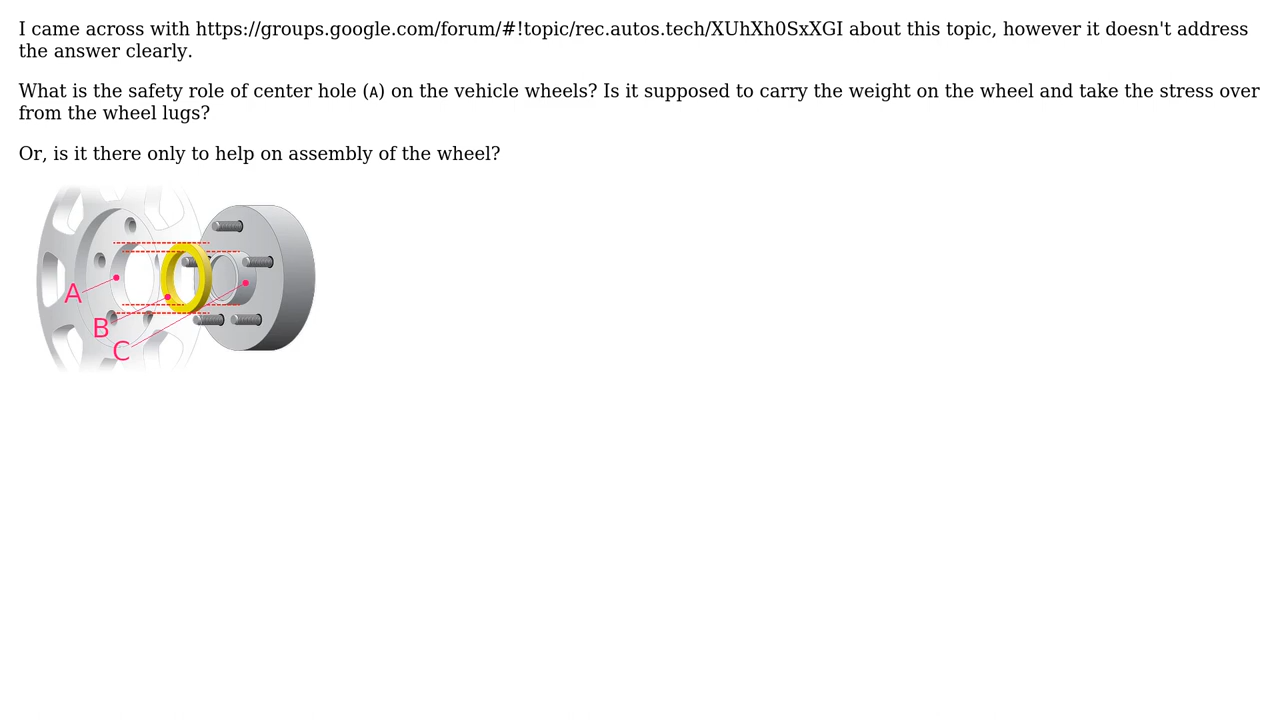 I came across with https://groups.google.com/forum/#!topic/rec.autos.tech/XUhXh0SxXGI about this topic, however it doesn't address
the answer clearly.
What is the safety role of center hole (A) on the vehicle wheels? Is it supposed to carry the weight on the wheel and take the stress over
from the wheel lugs?
Or, is it there only to help on assembly of the wheel?
A
B
C